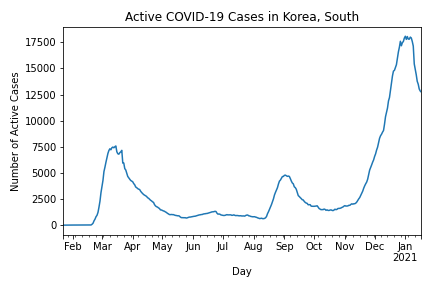 Active COVID-19 Cases in Korea, South
Number of Active Cases
17500
15000
12500
10000
7500
5000
2500
0
Feb Mar Apr May Jun Jul Aug Sep Oct Nov Dec Jan
2021
Day